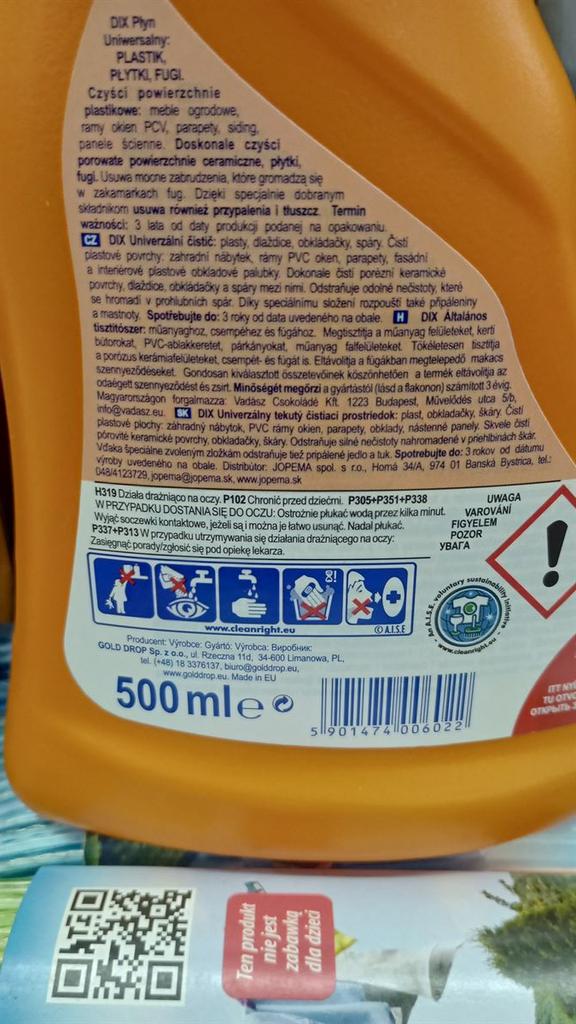 DIX Płyn
Uniwersalny:
PLASTIK,
PŁYTKI, FUGI.
Czyści powierzchnie
plastikowe: meble ogrodowe,
ramy okien PCV, parapety, siding,
panele ścienne. Doskonale czyści
porowate powierzchnie ceramiczne, płytki,
fugi. Usuwa mocne zabrudzenia, które gromadzą się
w zakamarkach fug. Dzięki specjalnie dobranym
składnikom usuwa również przypalenia i tłuszcz. Termin
ważności: 3 lata od daty produkcji podanej na opakowaniu.
CZ DIX Univerzální čistič: plasty, dlaždice, obkládačky, spáry. Čistí
plastové povrchy: zahradní nábytek, rámy PVC oken, parapety, fasádní
a interiérové plastové obkladové palubky. Dokonale čistí porézní keramické
povrchy, dlaždice, obkládačky a spáry mezi nimi. Odstraňuje odolné nečistoty, které
se hromadí v prohlubních spár. Díky speciálnímu složení rozpouští také připáleniny
a mastnoty. Spotřebujte do: 3 roky od data uvedeného na obale. H DIX Általános
tisztítószer: műanyaghoz, csempéhez és fúgához. Megtisztítja a műanyag felületeket, kerti
bútorokat, PVC-ablakkereteket, párkányokat, műanyag falfelületeket. Tökéletesen tisztítja
a porózus kerámiafelületeket, csempét- és fúgát is. Eltávolítja a fúgákban megtelepedő makacs
szennyeződéseket. Gondosan kiválasztott összetevőinek köszönhetően a termék eltávolítja az
odaégett szennyeződést és zsírt. Minőségét megőrzi a gyártástól (lásd a flakonon) számított 3 évig.
Magyarországon forgalmazza: Vadász Csokoládé Kft. 1223 Budapest, Művelődés utca 5/b,
info@vadasz.eu. SK DIX Univerzálny tekutý čistiaci prostriedok: plast, obkladačky, škáry. Čistí
plastové plochy: záhradný nábytok, PVC rámy okien, parapety, obklady, nástenné panely. Skvele čistí
pórovité keramické povrchy, obkladačky, škáry. Odstraňuje silné nečistoty nahromadené v priehlbinách škár.
Vďaka špeciálne zvoleným zložkám odstraňuje tiež pripálené jedlo a tuk. Spotrebujte do: 3 rokov od dátumu
výroby uvedeného na obale. Distribútor: JOPEMA spol. s r.o., Horná 34/A, 974 01 Banská Bystrica, tel.:
048/4123729, jopema@jopema.sk, www.jopema.sk
H319 Działa drażniąco na oczy. P102 Chronić przed dziećmi. P305+P351+P338
W PRZYPADKU DOSTANIA SIĘ DO OCZU: Ostrożnie płukać wodą przez kilka minut.
Wyjąć soczewki kontaktowe, jeżeli są i można je łatwo usunąć. Nadal płukać.
P337+P313 W przypadku utrzymywania się działania drażniącego na oczy:
Zasięgnąć porady/zgłosić się pod opiekę lekarza.
UWAGA
VAROVÁNÍ
FIGYELEM
POZOR
УВАГА
www.cleanright.eu
© A.I.S.E
An A.I.S.E. voluntary sustainability initiative
www.cleanright.eu
Producent: Výrobce: Gyártó: Výrobca: Виробник:
GOLD DROP Sp. z o.o., ul. Rzeczna 11d, 34-600 Limanowa, PL,
tel. (+48) 18 3376137, biuro@golddrop.eu,
www.golddrop.eu. Made in EU
500 ml e
5 901474 006022
ITT NY
TU OTVO
ОТКРЫТЬ З
Ten produkt
nie jest
zabawką
dla dzieci